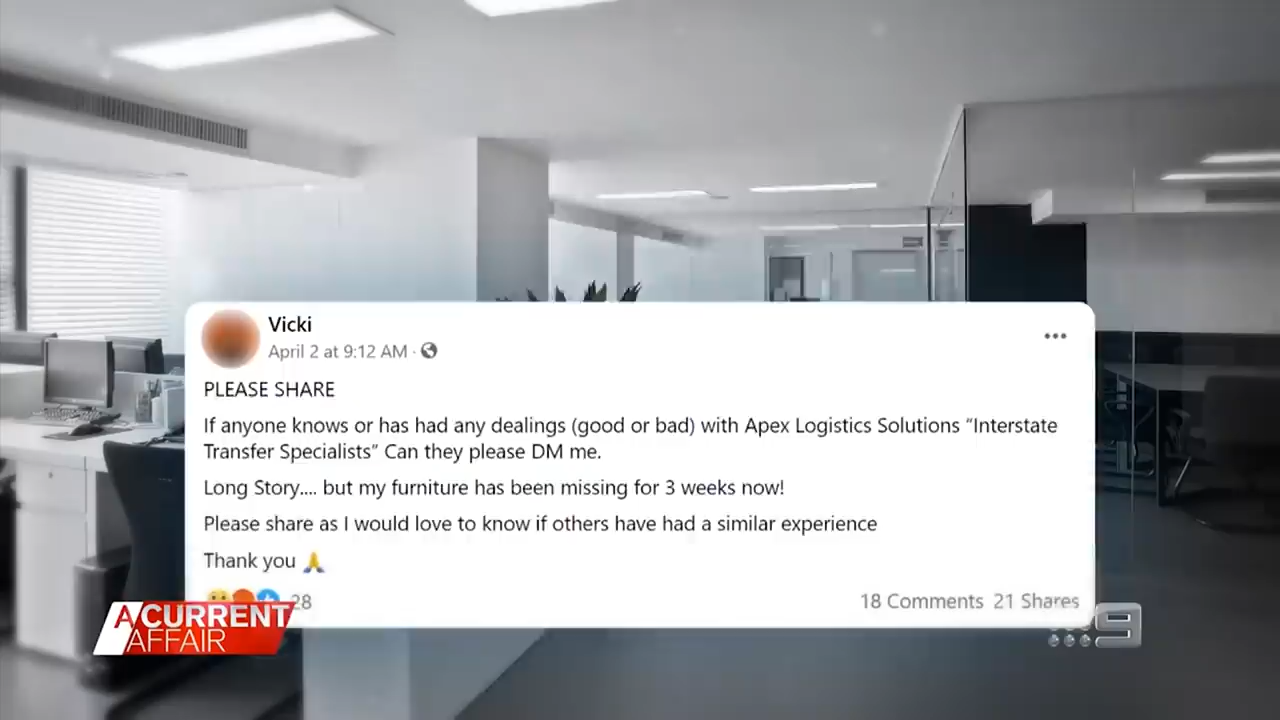 Vicki
April 2 at 9:12 AM ·
PLEASE SHARE
If anyone knows or has had any dealings (good or bad) with Apex Logistics Solutions “Interstate
Transfer Specialists” Can they please DM me.
Long Story.... but my furniture has been missing for 3 weeks now!
Please share as I would love to know if others have had a similar experience
Thank you 🙏
28
18 Comments 21 Shares
A CURRENT
AFFAIR
9